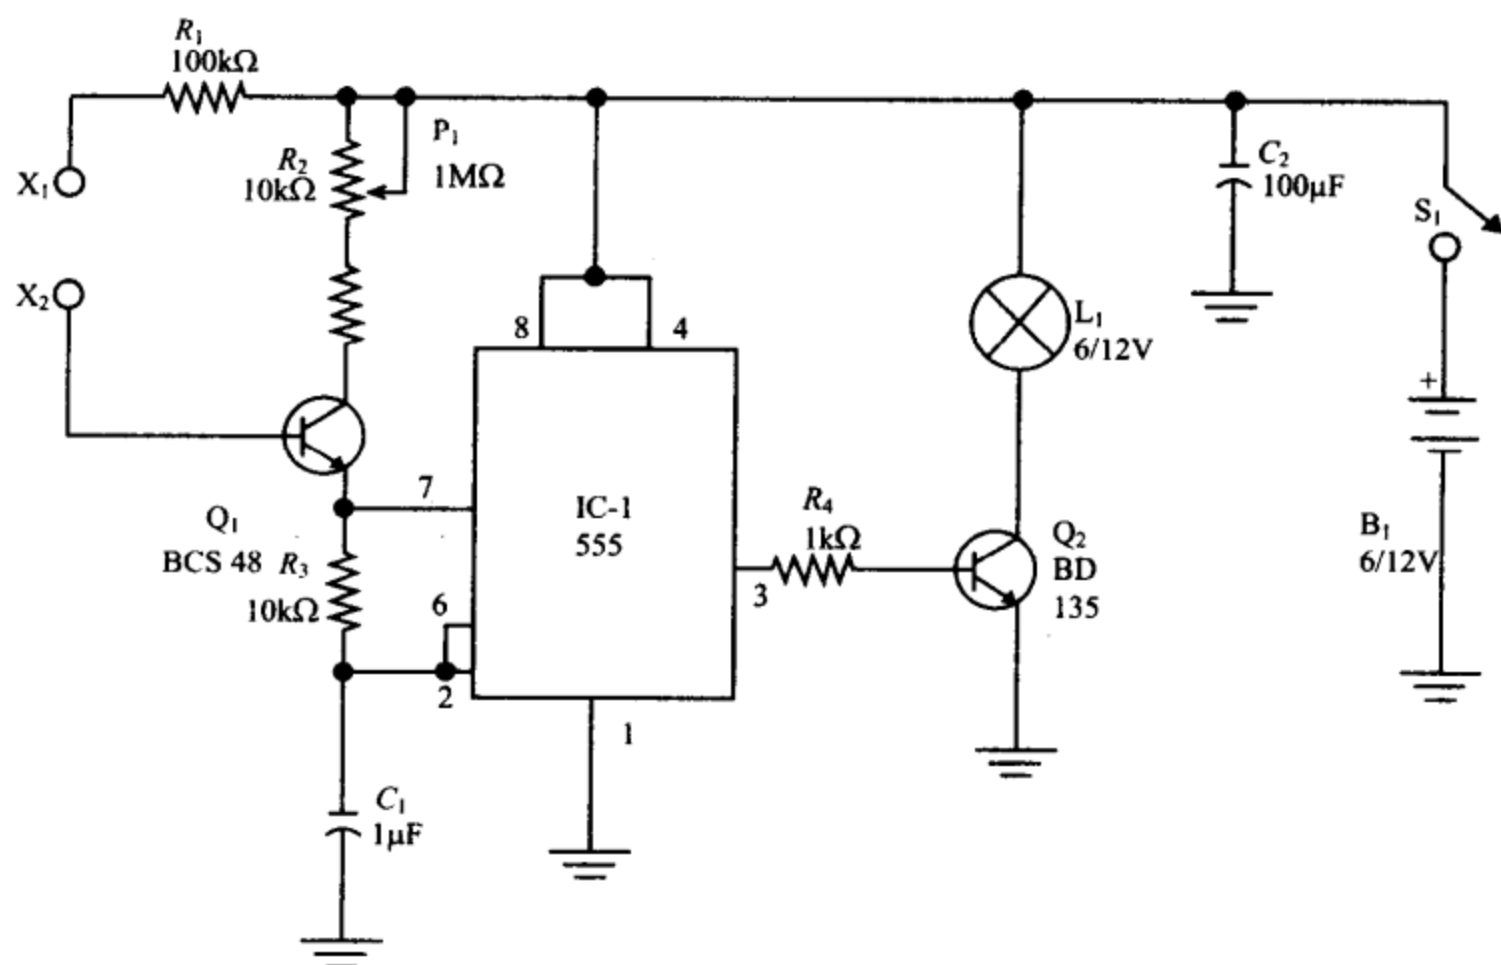 R₁
100kΩ
X₁
R₂
10kΩ
P₁
1MΩ
X₂
8
4
L₁
6/12V
C₂
100μF
S₁
+
7
Q₁
BCS 48
R₃
10kΩ
IC-1
555
R₄
1kΩ
3
Q₂
BD
135
B₁
6/12V
6
2
1
C₁
1μF